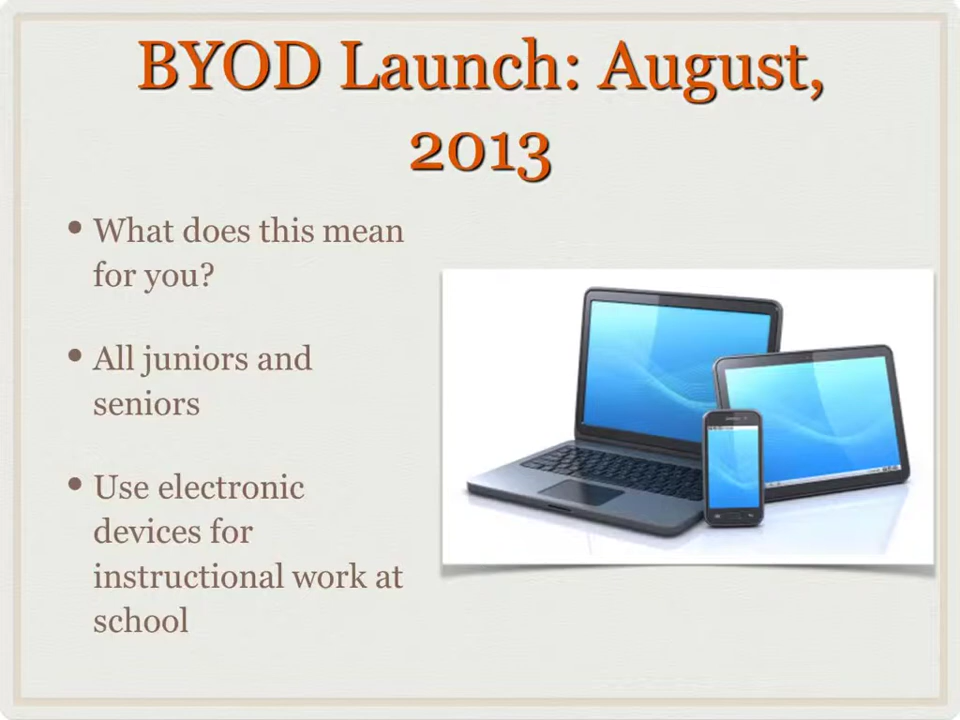 BYOD Launch: August,
2013
• What does this mean
for you?
• All juniors and
seniors
• Use electronic
devices for
instructional work at
school